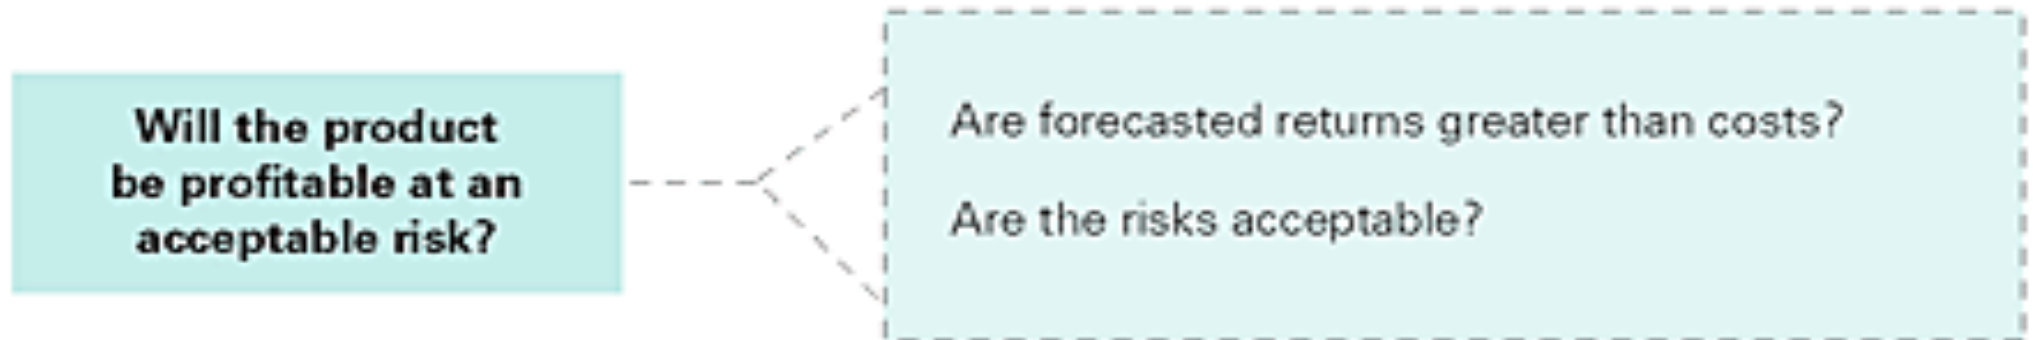 Will the product
be profitable at an
acceptable risk?
Are forecasted returns greater than costs?
Are the risks acceptable?